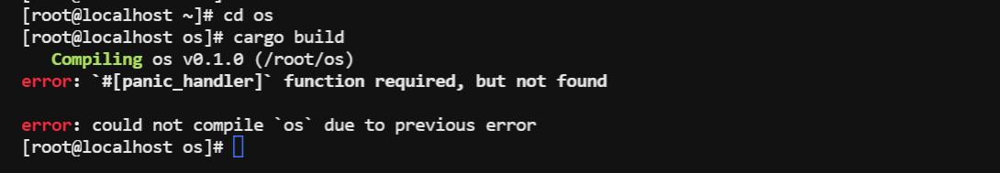 [root@localhost ~]# cd os
[root@localhost os]# cargo build
   Compiling os v0.1.0 (/root/os)
error: `#[panic_handler]` function required, but not found

error: could not compile `os` due to previous error
[root@localhost os]#